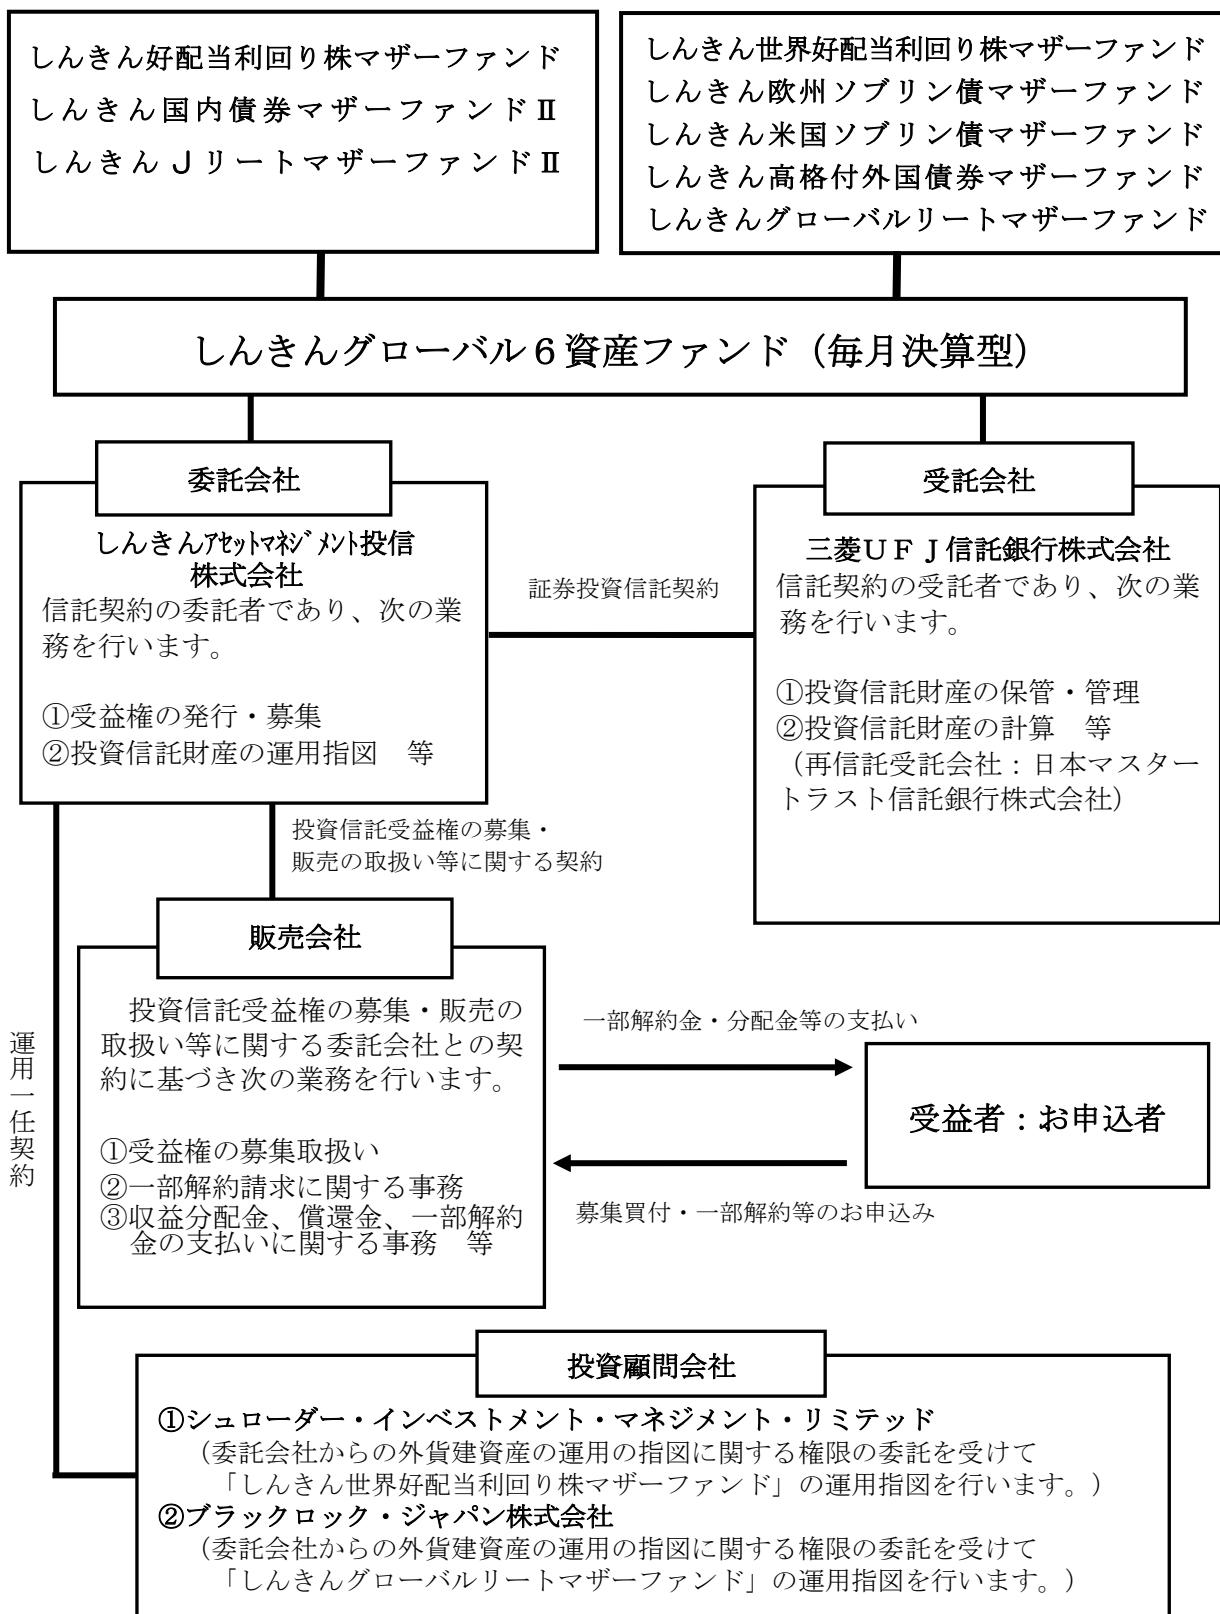 しんきん好配当利回り株マザーファンド
しんきん国内債券マザーファンドⅡ
しんきんＪリートマザーファンドⅡ
しんきん世界好配当利回り株マザーファンド
しんきん欧州ソブリン債マザーファンド
しんきん米国ソブリン債マザーファンド
しんきん高格付外国債券マザーファンド
しんきんグローバルリートマザーファンド
しんきんグローバル６資産ファンド（毎月決算型）
委託会社
しんきんｱｾｯﾄﾏﾈｼﾞﾒﾝﾄ投信
株式会社
信託契約の委託者であり、次の業
務を行います。
①受益権の発行・募集
②投資信託財産の運用指図　等
証券投資信託契約
受託会社
三菱ＵＦＪ信託銀行株式会社
信託契約の受託者であり、次の業
務を行います。
①投資信託財産の保管・管理
②投資信託財産の計算　等
（再信託受託会社：日本マスター
トラスト信託銀行株式会社）
投資信託受益権の募集・
販売の取扱い等に関する契約
販売会社
投資信託受益権の募集・販売の
取扱い等に関する委託会社との契
約に基づき次の業務を行います。
①受益権の募集取扱い
②一部解約請求に関する事務
③収益分配金、償還金、一部解約
金の支払いに関する事務　等
一部解約金・分配金等の支払い
受益者：お申込者
募集買付・一部解約等のお申込み
運用一任契約
投資顧問会社
①シュローダー・インベストメント・マネジメント・リミテッド
（委託会社からの外貨建資産の運用の指図に関する権限の委託を受けて
「しんきん世界好配当利回り株マザーファンド」の運用指図を行います。）
②ブラックロック・ジャパン株式会社
（委託会社からの外貨建資産の運用の指図に関する権限の委託を受けて
「しんきんグローバルリートマザーファンド」の運用指図を行います。）